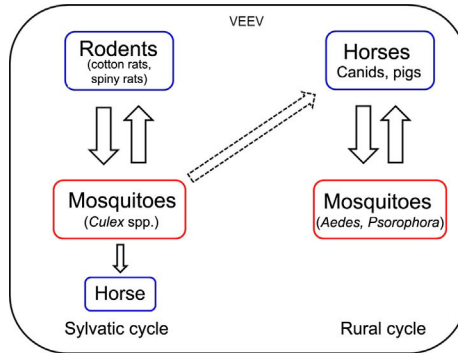 VEEV
Rodents
(cotton rats,
spiny rats)
Horses
Canids, pigs
Mosquitoes
(Culex spp.)
Mosquitoes
(Aedes, Psorophora)
Horse
Sylvatic cycle
Rural cycle